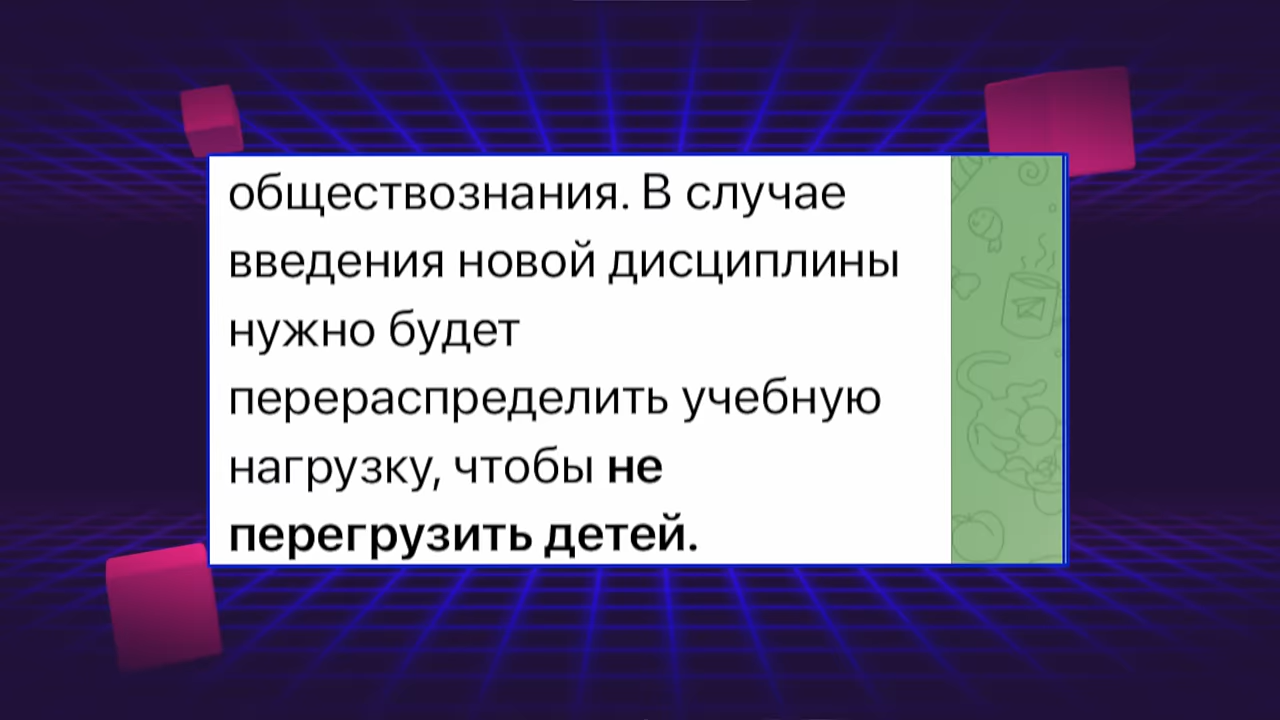 обществознания. В случае
введения новой дисциплины
нужно будет
перераспределить учебную
нагрузку, чтобы не
перегрузить детей.